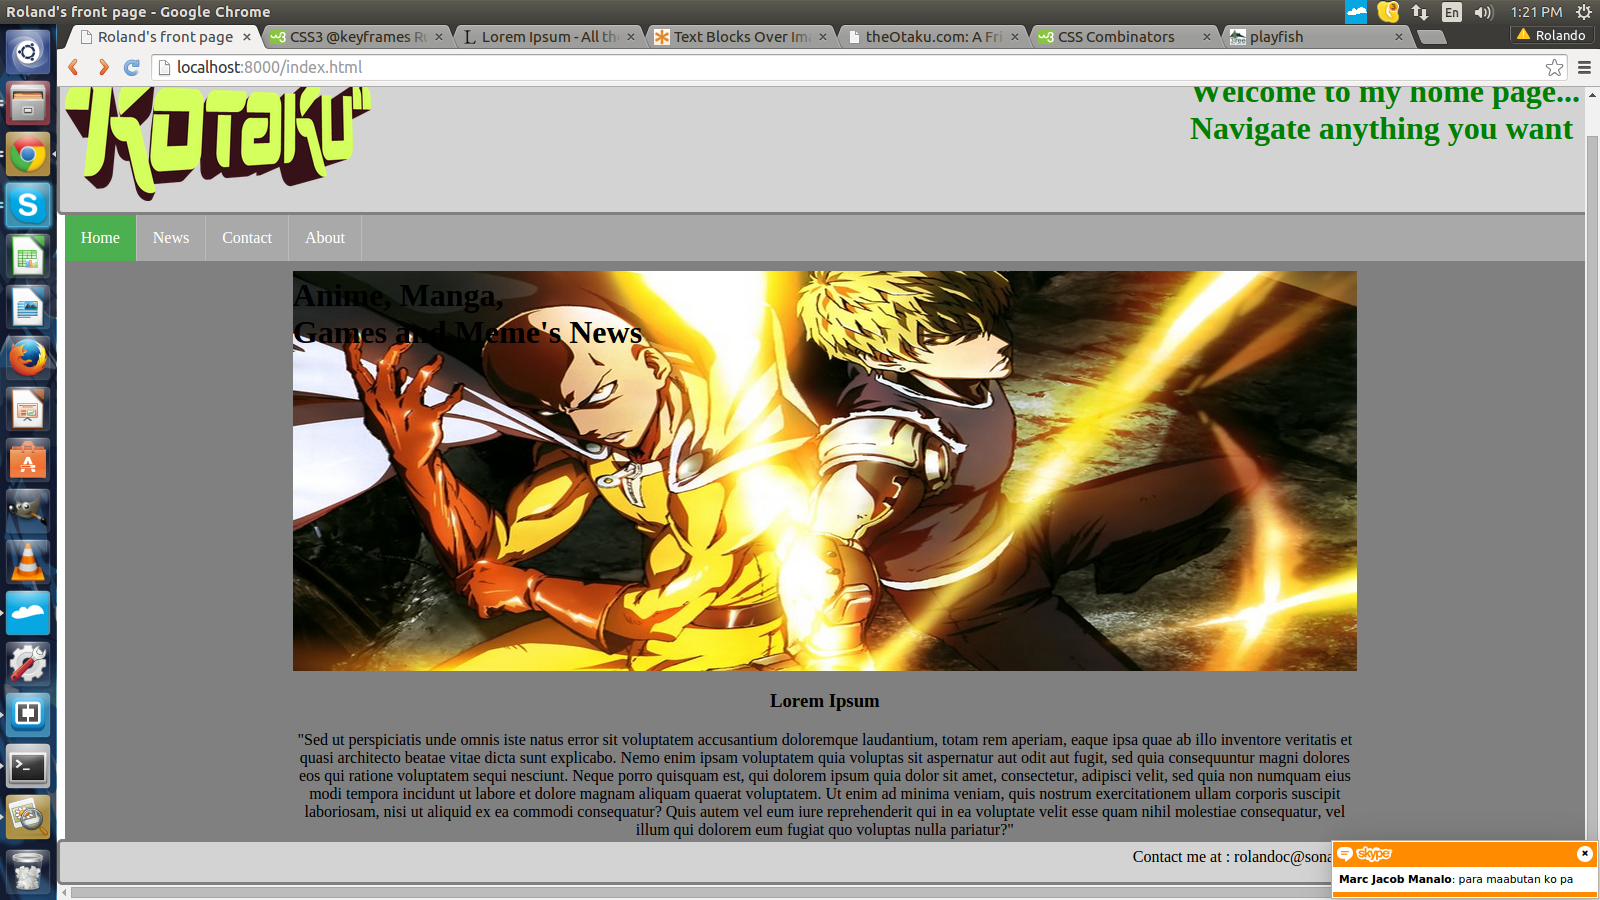 Roland's front page - Google Chrome
En
1:21 PM
Roland's front page
CSS3 @keyframes Ru
Lorem Ipsum - All the
Text Blocks Over Ima
theOtaku.com: A Fri
CSS Combinators
playfish
Rolando
localhost:8000/index.html
KOTAKU
Welcome to my home page...
Navigate anything you want
Home
News
Contact
About
Anime, Manga,
Games and Meme's News
Lorem Ipsum
"Sed ut perspiciatis unde omnis iste natus error sit voluptatem accusantium doloremque laudantium, totam rem aperiam, eaque ipsa quae ab illo inventore veritatis et
quasi architecto beatae vitae dicta sunt explicabo. Nemo enim ipsam voluptatem quia voluptas sit aspernatur aut odit aut fugit, sed quia consequuntur magni dolores
eos qui ratione voluptatem sequi nesciunt. Neque porro quisquam est, qui dolorem ipsum quia dolor sit amet, consectetur, adipisci velit, sed quia non numquam eius
modi tempora incidunt ut labore et dolore magnam aliquam quaerat voluptatem. Ut enim ad minima veniam, quis nostrum exercitationem ullam corporis suscipit
laboriosam, nisi ut aliquid ex ea commodi consequatur? Quis autem vel eum iure reprehenderit qui in ea voluptate velit esse quam nihil molestiae consequatur, vel
illum qui dolorem eum fugiat quo voluptas nulla pariatur?"
Contact me at : rolandoc@sona
skype
Marc Jacob Manalo: para maabutan ko pa